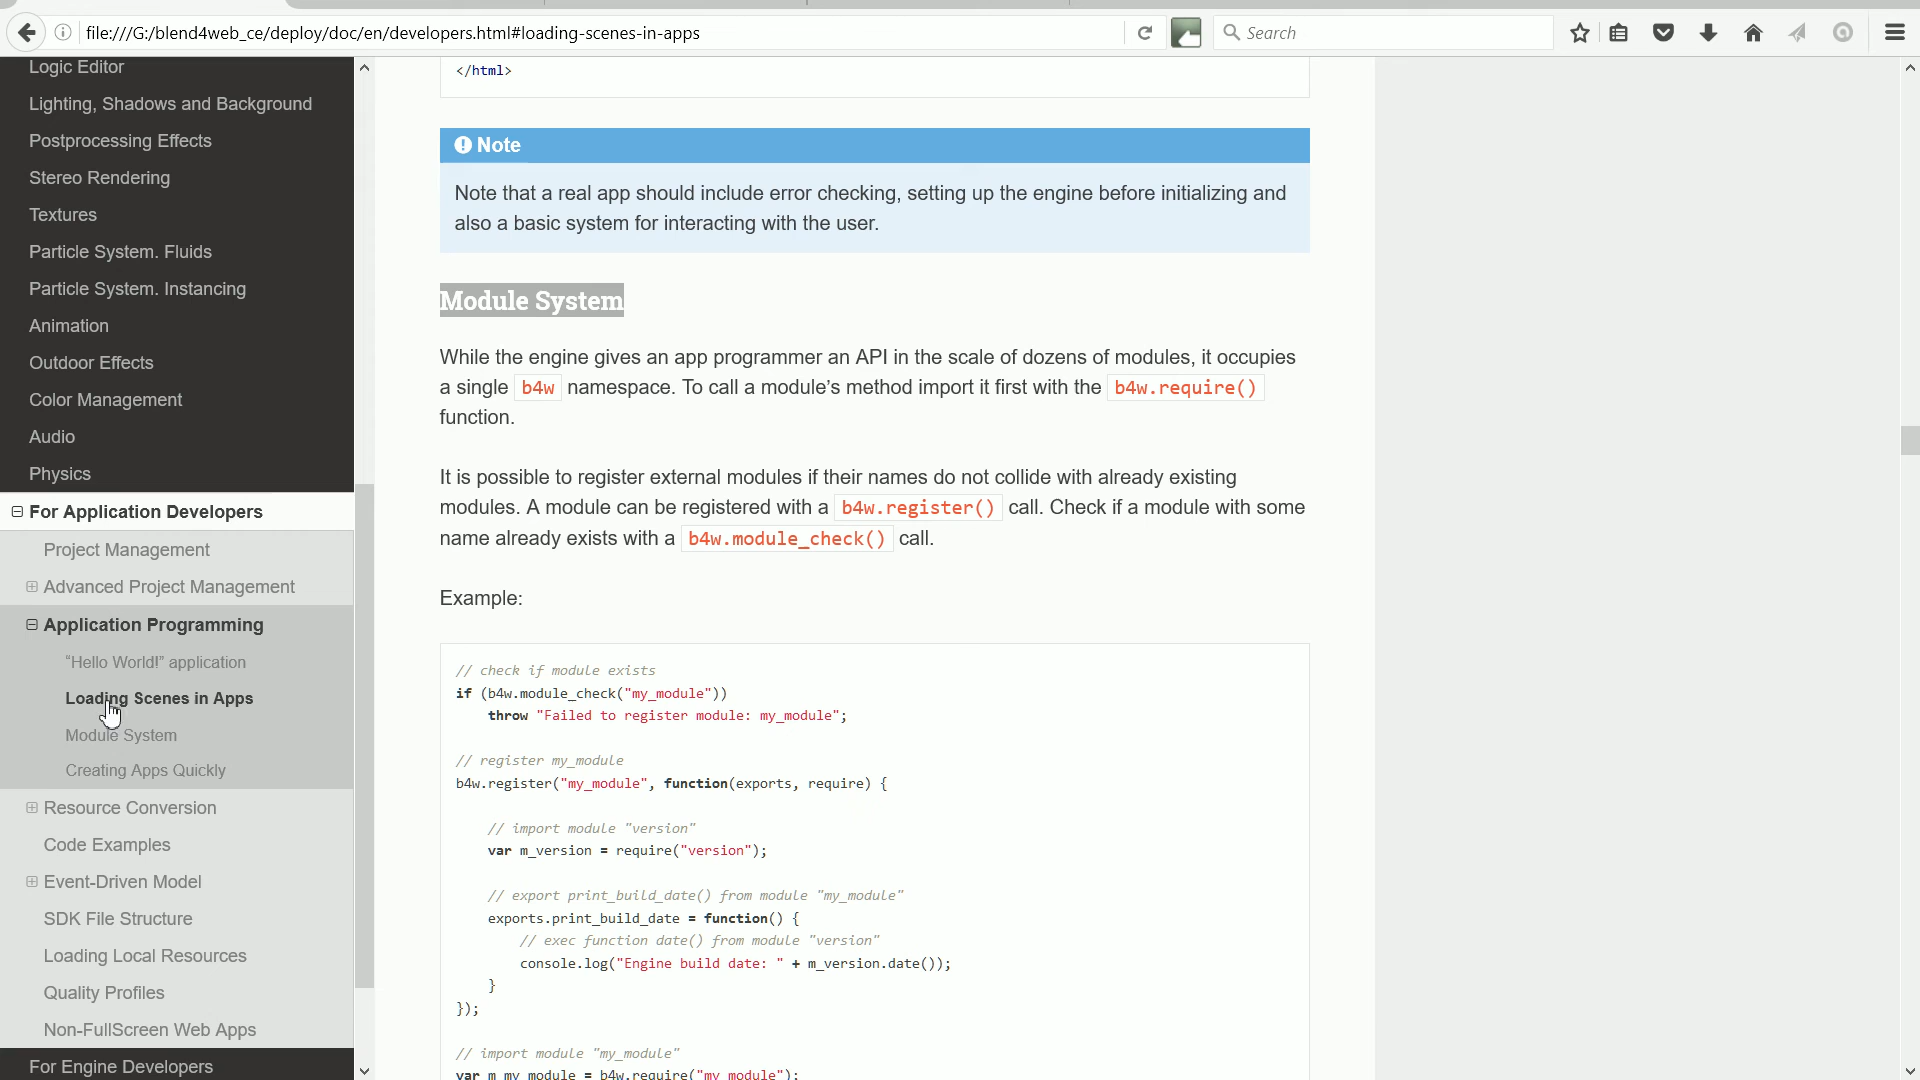 file:///G:/blend4web_ce/deploy/doc/en/developers.html#loading-scenes-in-apps
Search
Logic Editor
Lighting, Shadows and Background
Postprocessing Effects
Stereo Rendering
Textures
Particle System. Fluids
Particle System. Instancing
Animation
Outdoor Effects
Color Management
Audio
Physics
For Application Developers
Project Management
Advanced Project Management
Application Programming
“Hello World!” application
Loading Scenes in Apps
Module System
Creating Apps Quickly
Resource Conversion
Code Examples
Event-Driven Model
SDK File Structure
Loading Local Resources
Quality Profiles
Non-FullScreen Web Apps
For Engine Developers
</html>
Note
Note that a real app should include error checking, setting up the engine before initializing and
also a basic system for interacting with the user.
Module System
While the engine gives an app programmer an API in the scale of dozens of modules, it occupies
a single b4w namespace. To call a module’s method import it first with the b4w.require()
function.
It is possible to register external modules if their names do not collide with already existing
modules. A module can be registered with a b4w.register() call. Check if a module with some
name already exists with a b4w.module_check() call.
Example:
// check if module exists
if (b4w.module_check("my_module"))
throw "Failed to register module: my_module";
// register my_module
b4w.register("my_module", function(exports, require) {
// import module "version"
var m_version = require("version");
// export print_build_date() from module "my_module"
exports.print_build_date = function() {
// exec function date() from module "version"
console.log("Engine build date: " + m_version.date());
}
});
// import module "my_module"
var m_my_module = b4w.require("my_module");